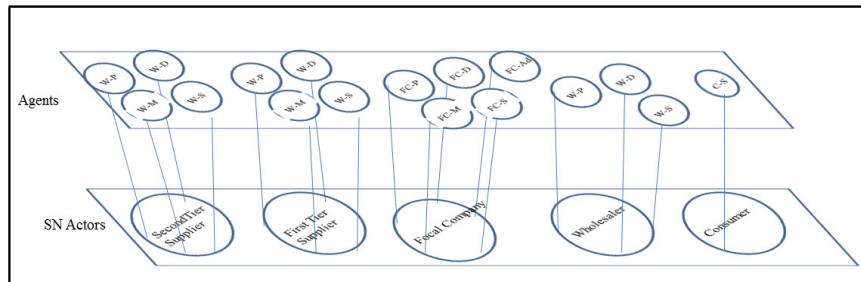 Agents
W-P
W-D
W-M
W-S
W-P
W-D
W-M
W-S
FC-P
FC-D
FC-Ad
FC-M
FC-S
W-P
W-D
W-S
C-S
SN Actors
SecondTier
Supplier
First Tier
Supplier
Focal Company
Wholesaler
Consumer